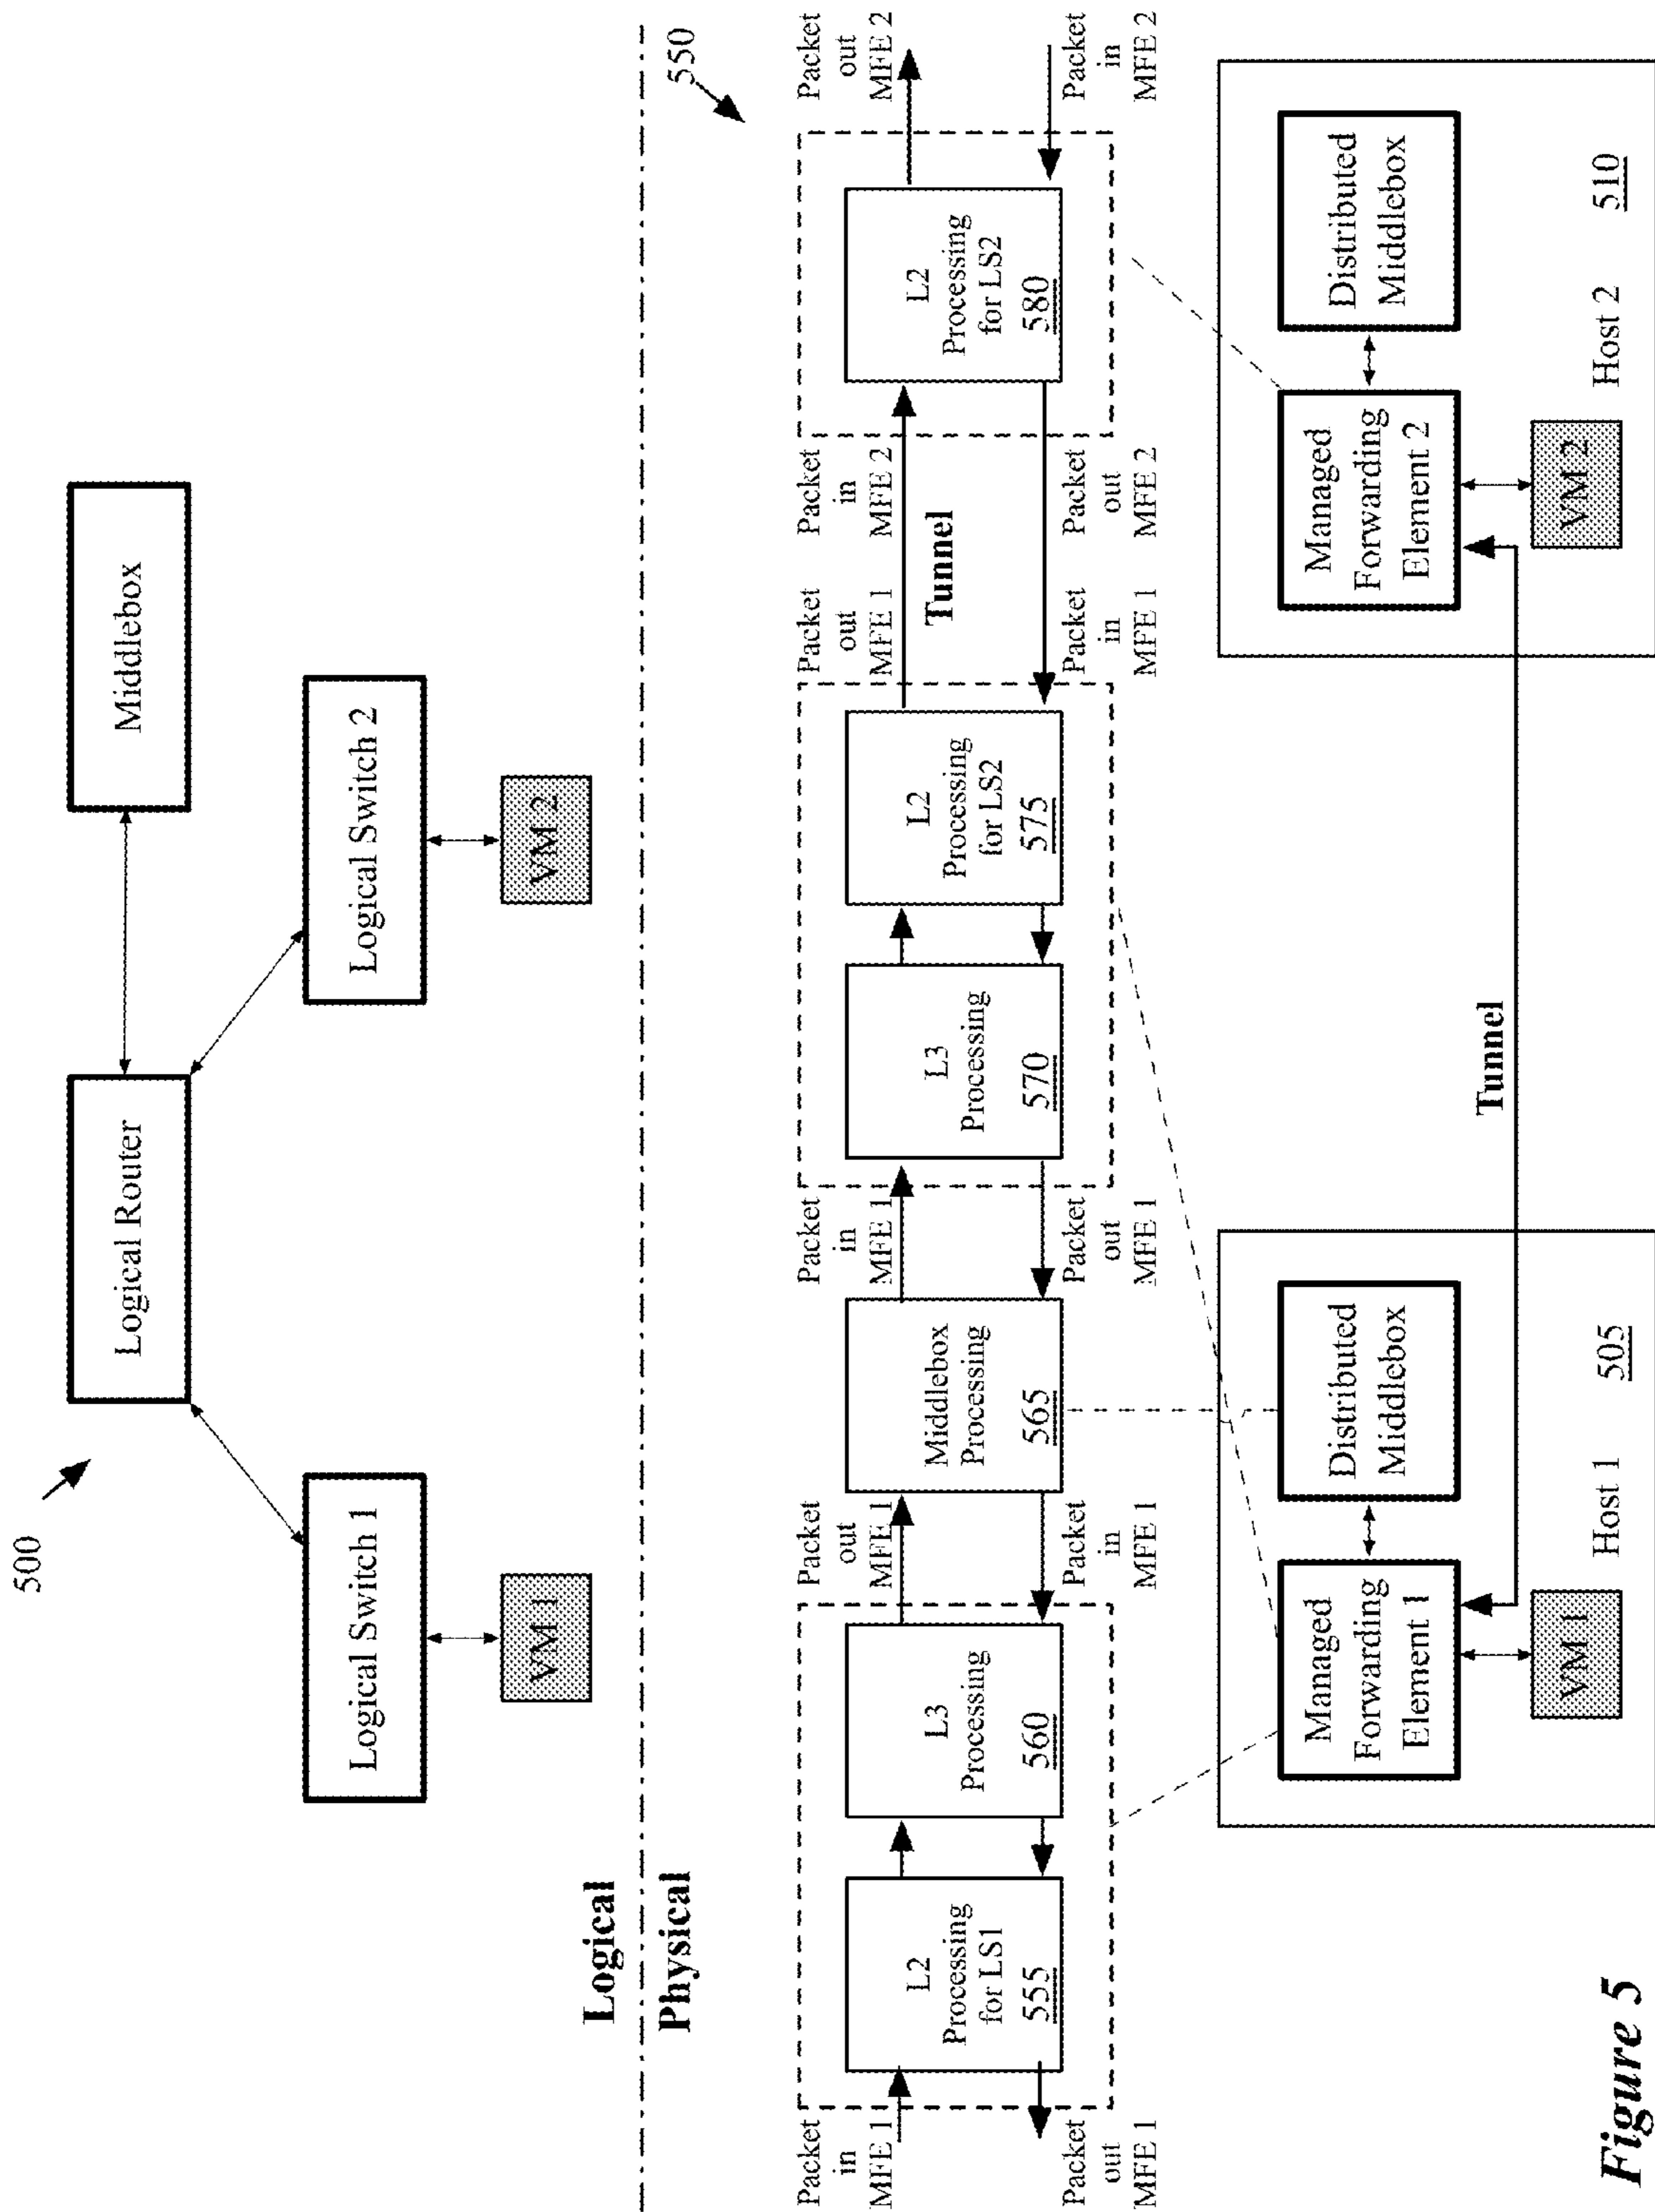 500
Logical Router
Middlebox
Logical Switch 1
Logical Switch 2
VM 1
VM 2
Logical
Physical
550
Packet
in
MFE 1
Packet
out
MFE 1
Packet
in
MFE 1
Packet
out
MFE 1
Packet
in
MFE 2
Packet
out
MFE 2
L2
Processing
for LS1
555
L3
Processing
560
Middlebox
Processing
565
L3
Processing
570
L2
Processing
for LS2
575
Tunnel
L2
Processing
for LS2
580
Packet
out
MFE 1
Packet
in
MFE 1
Packet
out
MFE 1
Packet
in
MFE 1
Packet
out
MFE 2
Packet
in
MFE 2
Managed
Forwarding
Element 1
Distributed
Middlebox
VM 1
Host 1
505
Tunnel
Managed
Forwarding
Element 2
Distributed
Middlebox
VM 2
Host 2
510
Figure 5